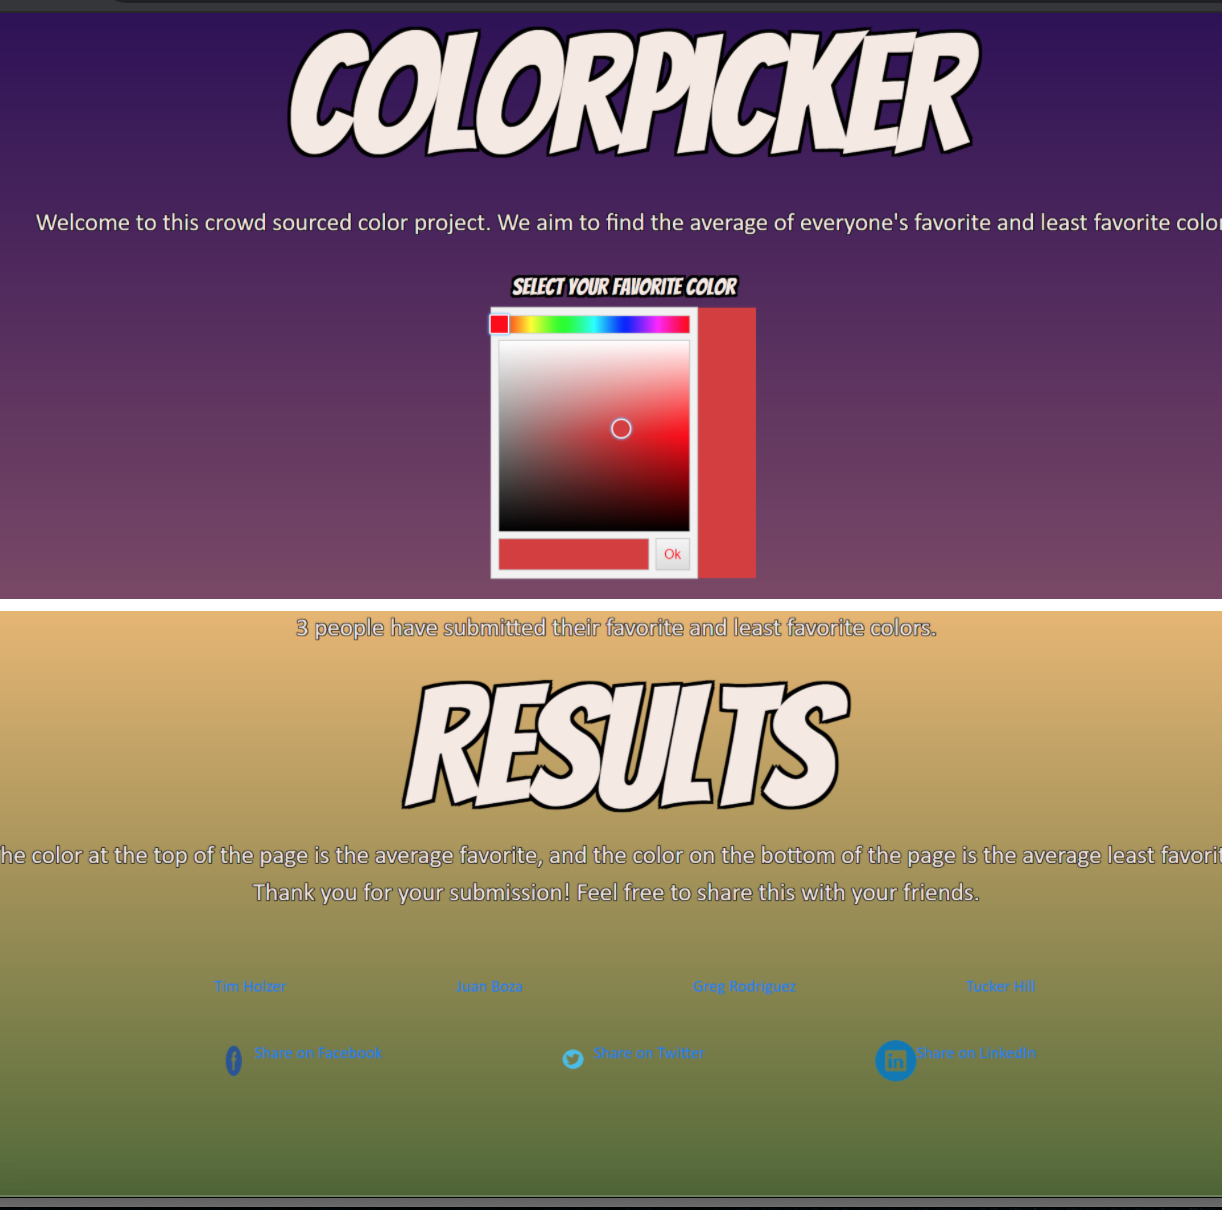 COLORPICKER
Welcome to this crowd sourced color project. We aim to find the average of everyone's favorite and least favorite color
SELECT YOUR FAVORITE COLOR
Ok
3 people have submitted their favorite and least favorite colors.
RESULTS
he color at the top of the page is the average favorite, and the color on the bottom of the page is the average least favorit
Thank you for your submission! Feel free to share this with your friends.
Tim Holzer Juan Boza Greg Rodriguez Tucker Hill
f Share on Facebook Share on Twitter in Share on LinkedIn